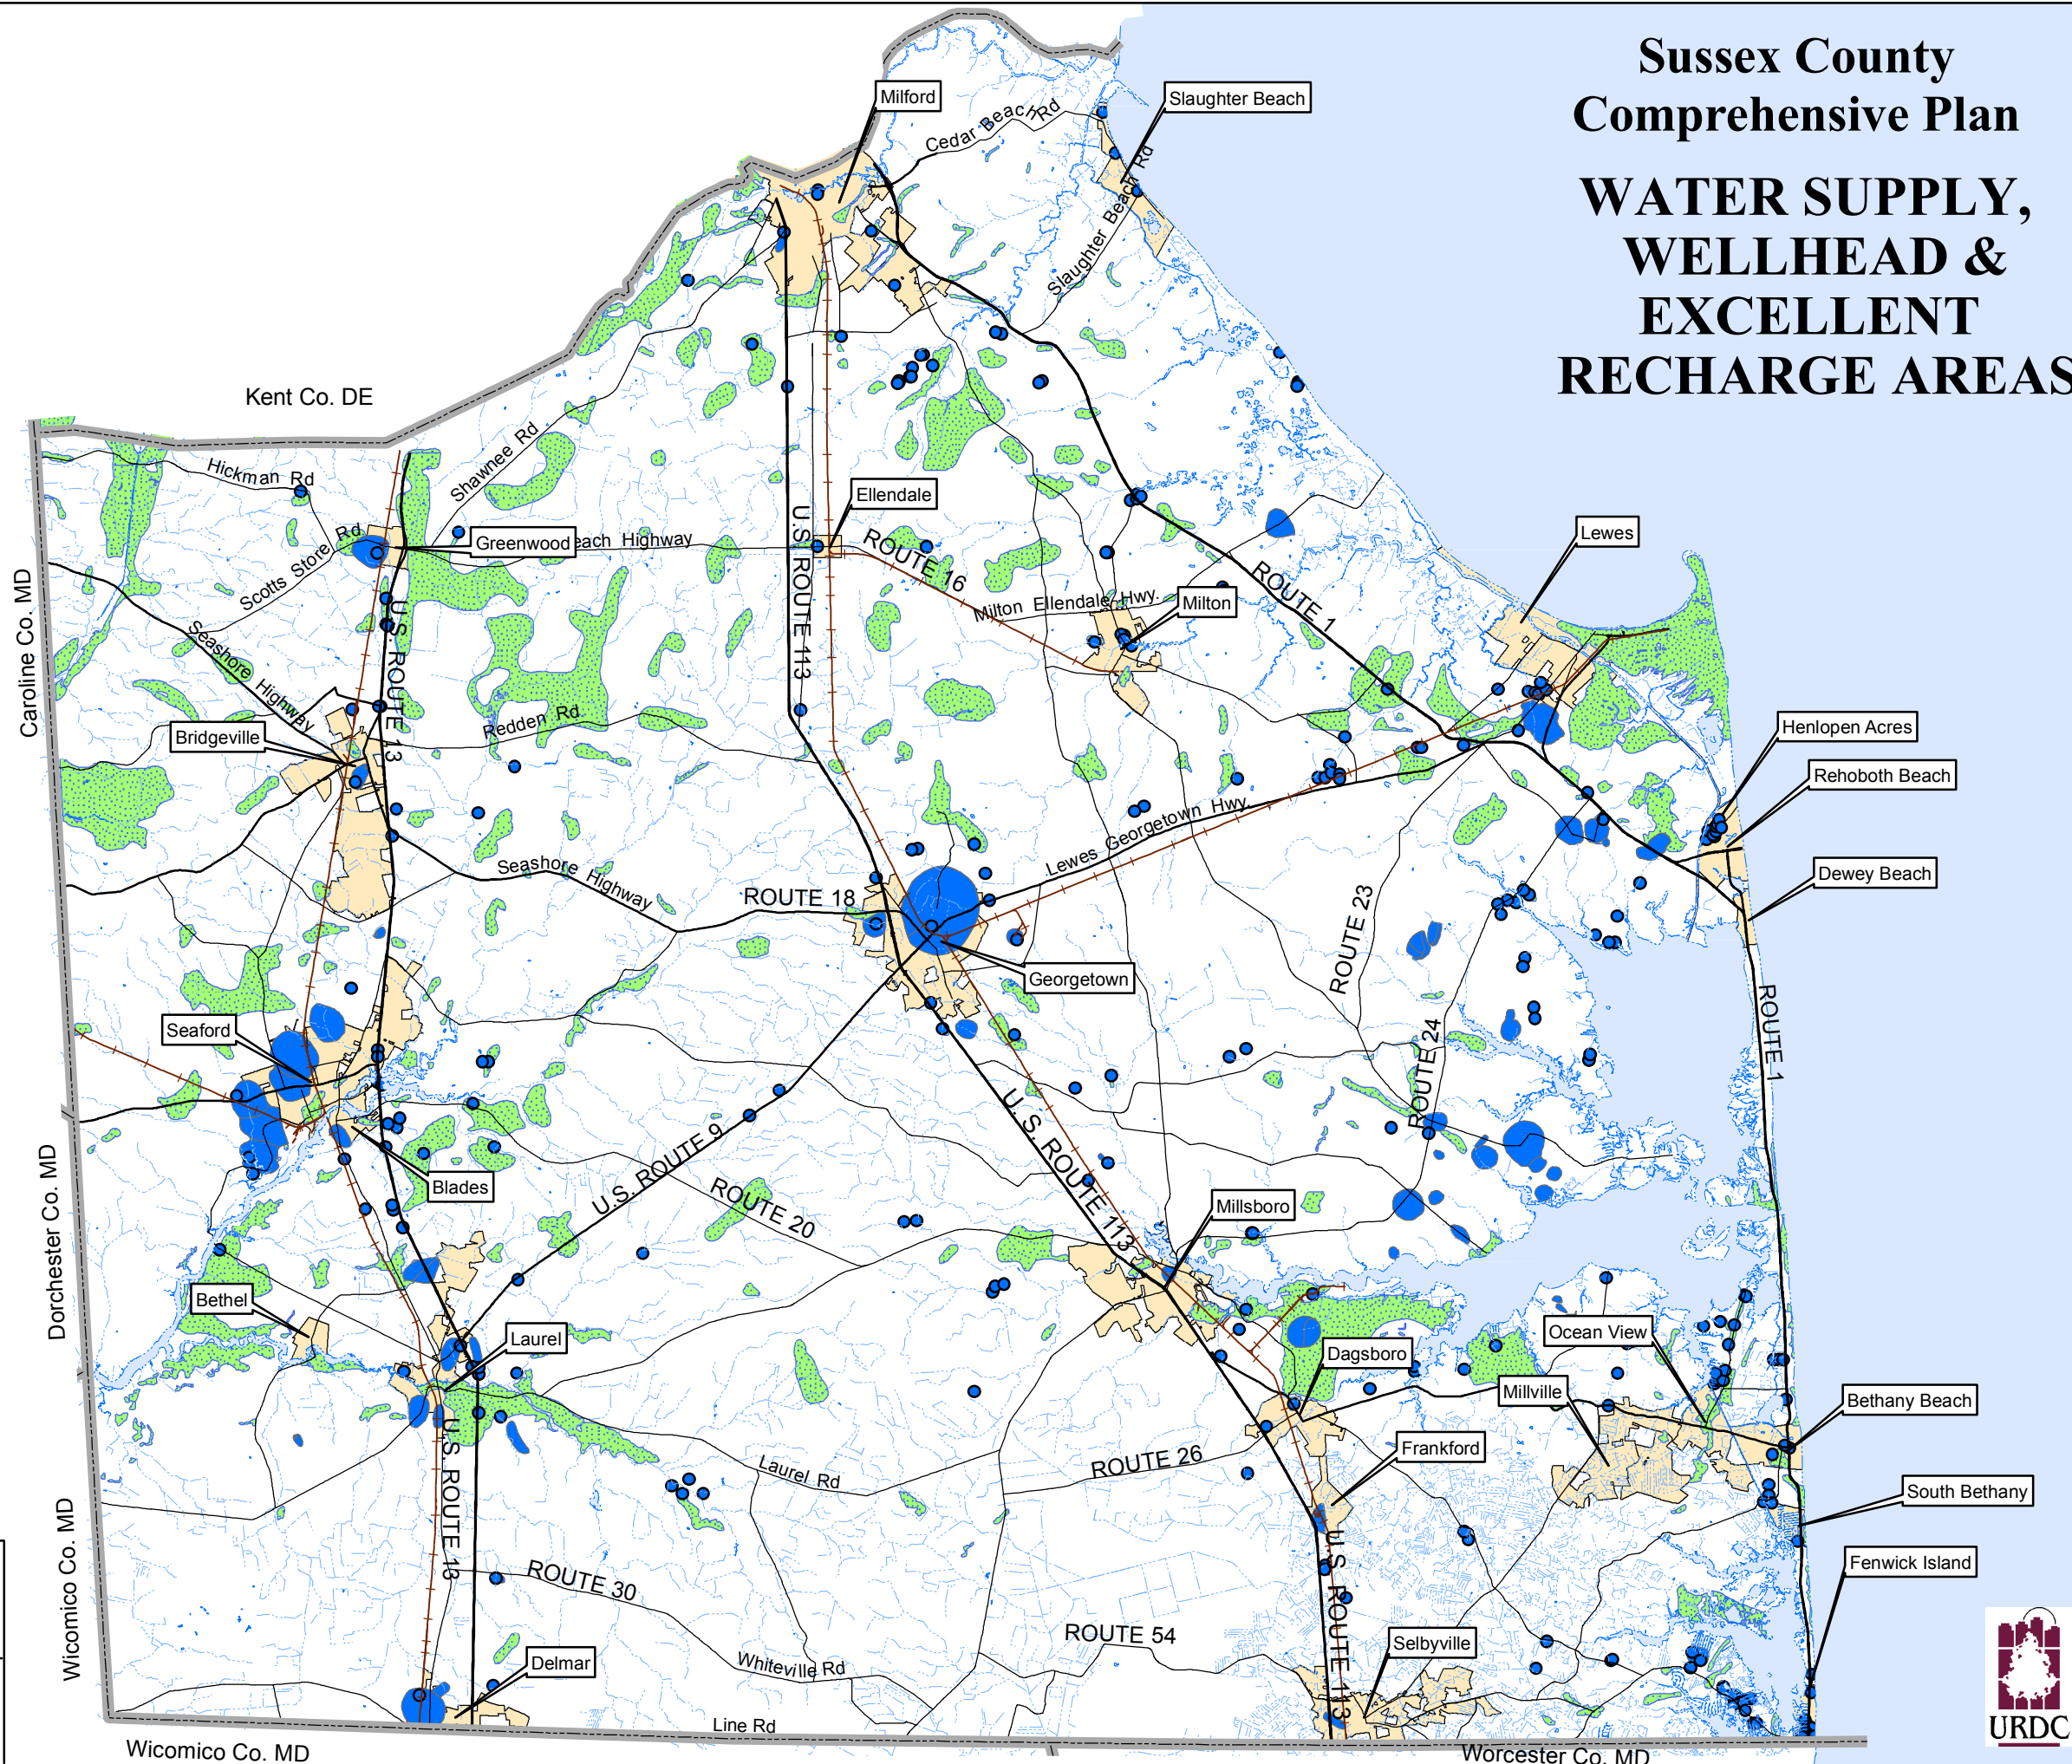 Sussex County
Comprehensive Plan
WATER SUPPLY,
WELLHEAD &
EXCELLENT
RECHARGE AREAS
Milford
Slaughter Beach
Cedar Beach Rd
Slaughter Beach Rd
Kent Co. DE
Hickman Rd
Shawnee Rd
Ellendale
Greenwood
each Highway
Scotts Store Rd
U.S. ROUTE 113
ROUTE 16
Lewes
ROUTE 1
Milton Ellendale Hwy.
Milton
Caroline Co. MD
Seashore Highway
U.S. ROUTE 13
Redden Rd
Bridgeville
Henlopen Acres
Rehoboth Beach
Lewes Georgetown Hwy.
Seashore Highway
ROUTE 18
Dewey Beach
ROUTE 23
Georgetown
Seaford
ROUTE 24
ROUTE 1
U.S. ROUTE 9
U. S. ROUTE 113
Dorchester Co. MD
Blades
ROUTE 20
Millsboro
Bethel
Laurel
Ocean View
Dagsboro
Millville
Bethany Beach
Frankford
ROUTE 26
Laurel Rd
U.S. ROUTE 13
South Bethany
Wicomico Co. MD
Fenwick Island
ROUTE 30
U.S ROUTE 113
ROUTE 54
Selbyville
Delmar
Whiteville Rd
Line Rd
URDC
Wicomico Co. MD
Worcester Co. MD